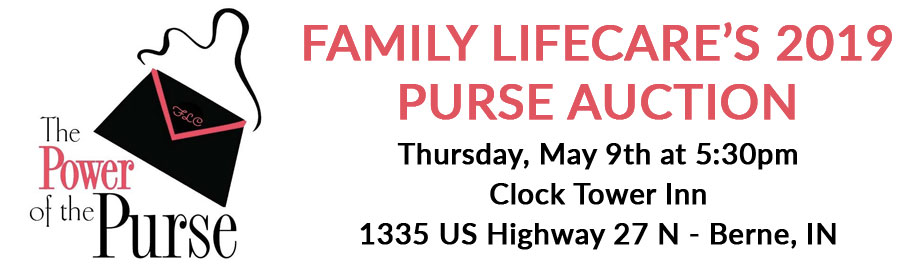 FLC
The
Power
of the
Purse
FAMILY LIFECARE'S 2019
PURSE AUCTION
Thursday, May 9th at 5:30pm
Clock Tower Inn
1335 US Highway 27 N - Berne, IN